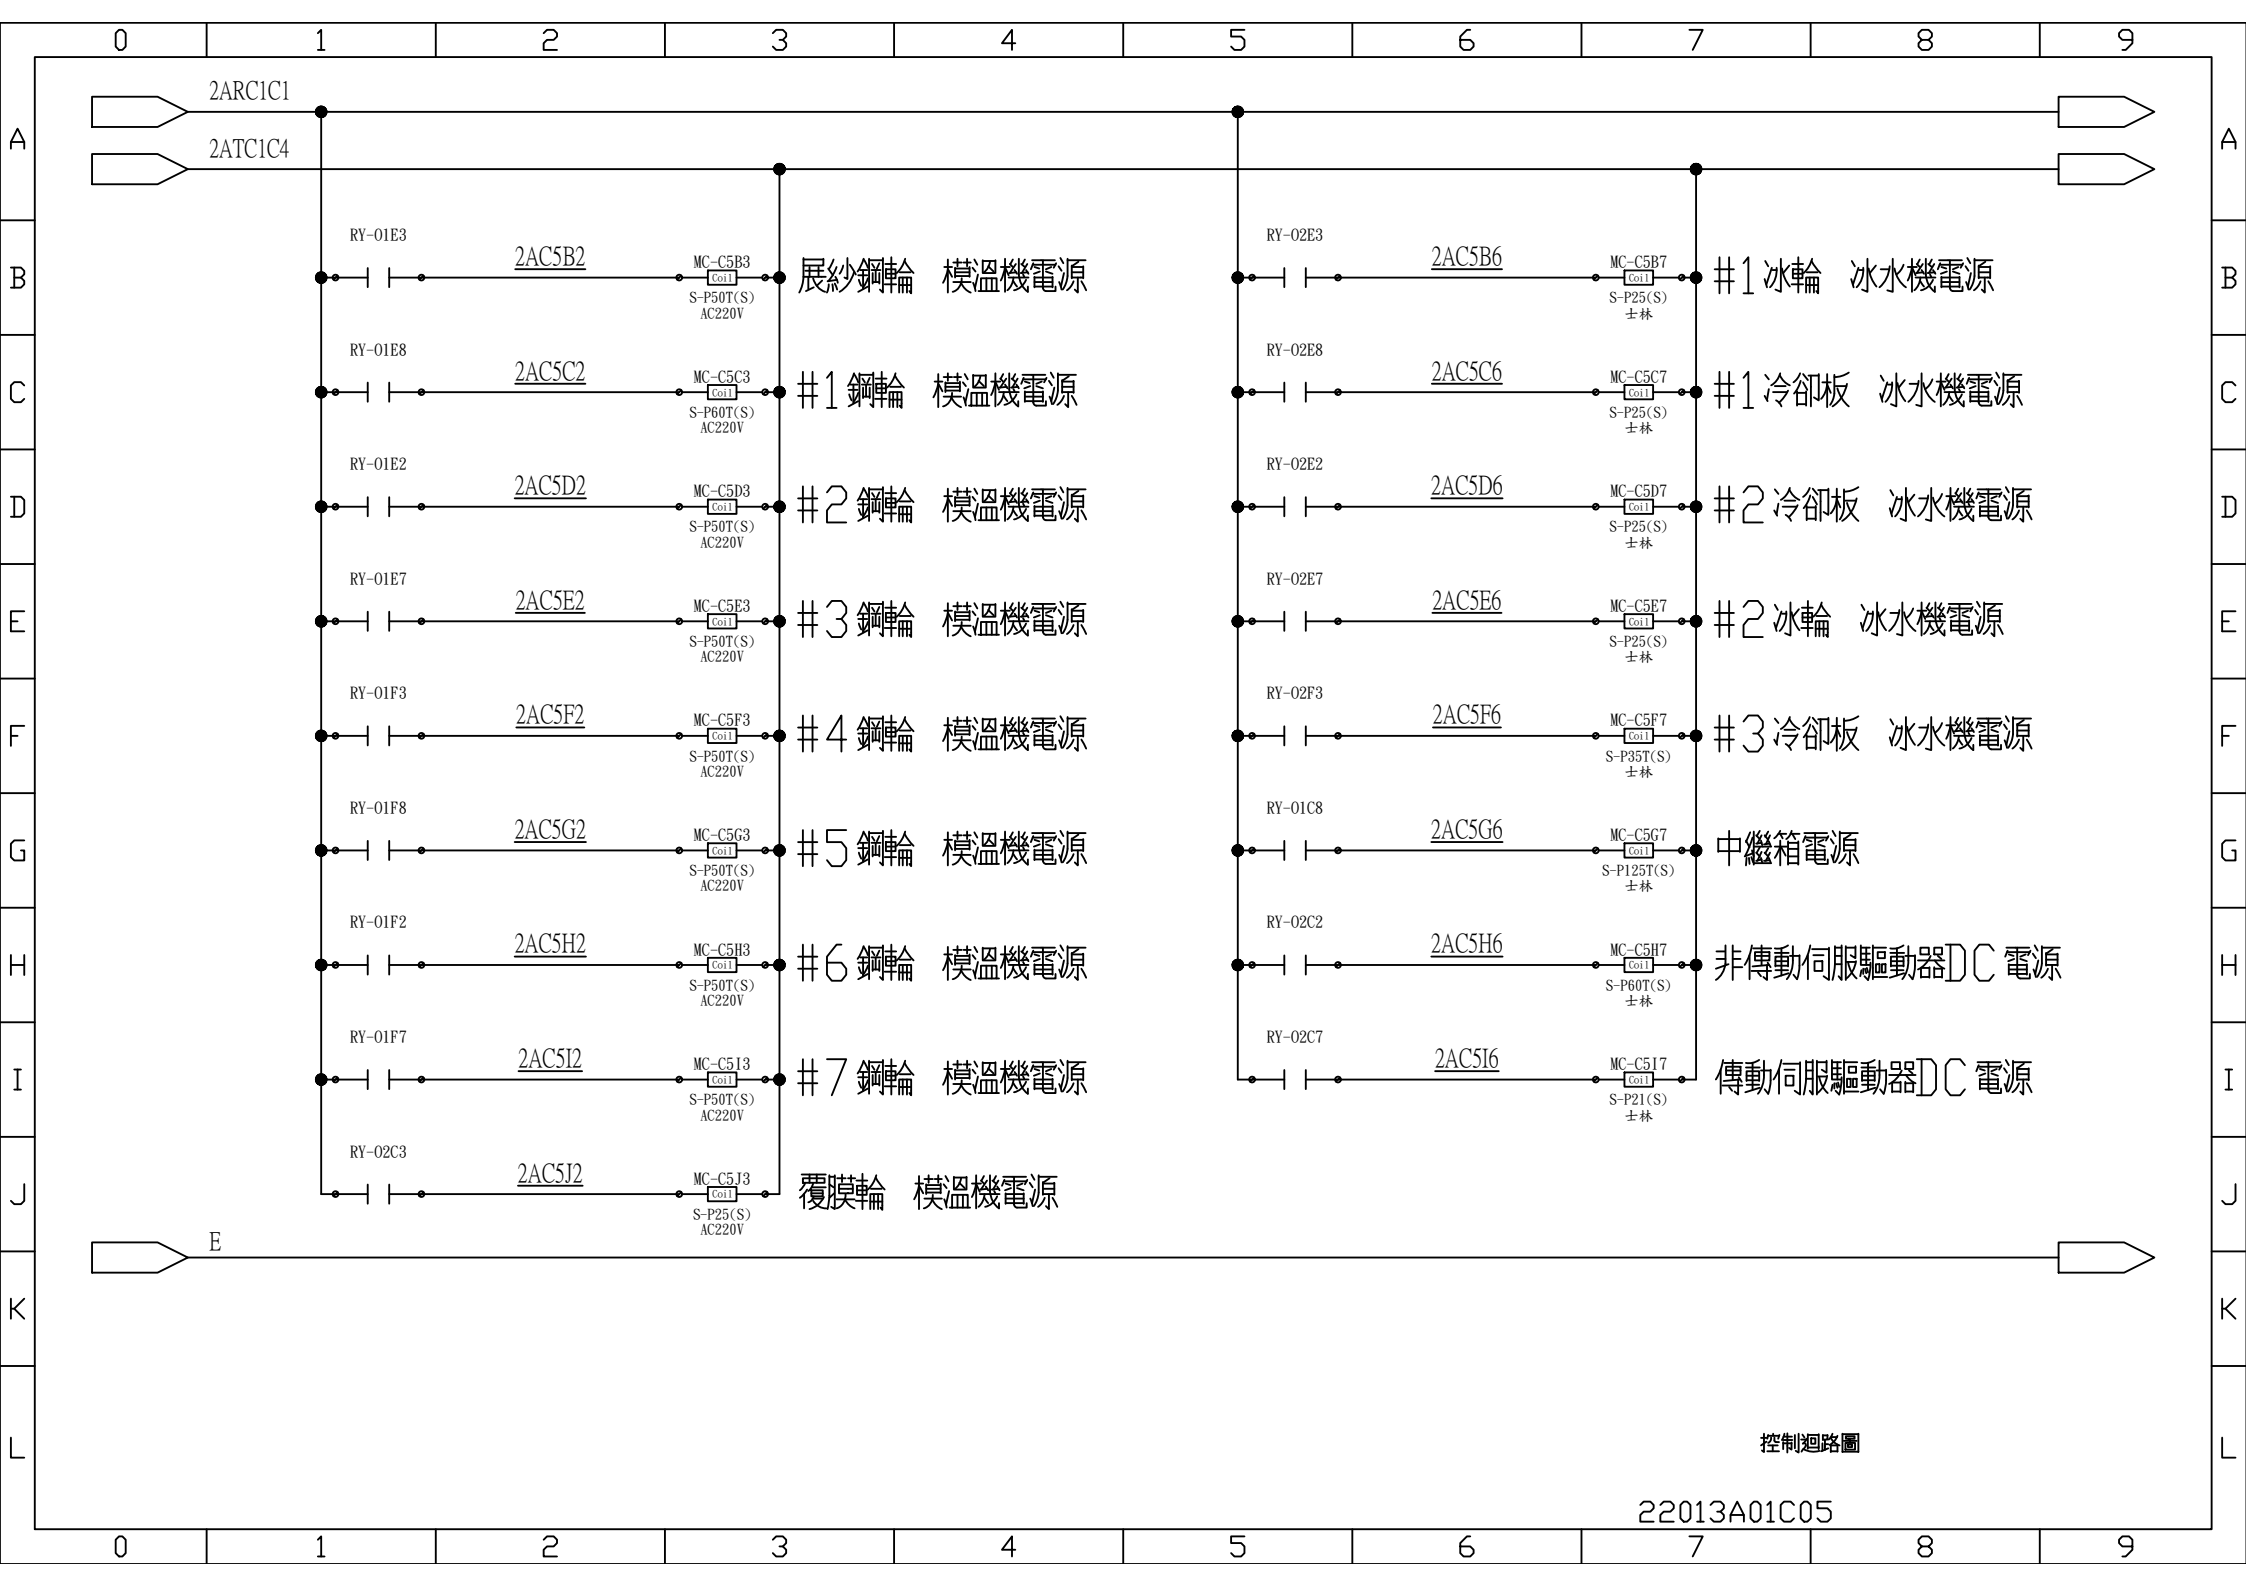 0 1 2 3 4 5 6 7 8 9
2ARC1C1
A A
2ATC1C4
RY-01E3 RY-02E3
B 2AC5B2 MC-C5B3 展紗鋼輪 模溫機電源 2AC5B6 MC-C5B7 #1冰輪 冰水機電源 B
Coil Coil
S-P50T(S) S-P25(S)
AC220V 士林
RY-01E8 RY-02E8
C 2AC5C2 MC-C5C3 #1鋼輪 模溫機電源 2AC5C6 MC-C5C7 #1冷卻板 冰水機電源 C
Coil Coil
S-P60T(S) S-P25(S)
AC220V 士林
RY-01E2 RY-02E2
D 2AC5D2 MC-C5D3 #2鋼輪 模溫機電源 2AC5D6 MC-C5D7 #2冷卻板 冰水機電源 D
Coil Coil
S-P50T(S) S-P25(S)
AC220V 士林
RY-01E7 RY-02E7
E 2AC5E2 MC-C5E3 #3鋼輪 模溫機電源 2AC5E6 MC-C5E7 #2冰輪 冰水機電源 E
Coil Coil
S-P50T(S) S-P25(S)
AC220V 士林
RY-01F3 RY-02F3
F 2AC5F2 MC-C5F3 #4鋼輪 模溫機電源 2AC5F6 MC-C5F7 #3冷卻板 冰水機電源 F
Coil Coil
S-P50T(S) S-P35T(S)
AC220V 士林
RY-01F8 RY-01C8
G 2AC5G2 MC-C5G3 #5鋼輪 模溫機電源 2AC5G6 MC-C5G7 中繼箱電源 G
Coil Coil
S-P50T(S) S-P125T(S)
AC220V 士林
RY-01F2 RY-02C2
H 2AC5H2 MC-C5H3 #6鋼輪 模溫機電源 2AC5H6 MC-C5H7 非傳動伺服驅動器DC電源 H
Coil Coil
S-P50T(S) S-P60T(S)
AC220V 士林
RY-01F7 RY-02C7
I 2AC5I2 MC-C5I3 #7鋼輪 模溫機電源 2AC5I6 MC-C5I7 傳動伺服驅動器DC電源 I
Coil Coil
S-P50T(S) S-P21(S)
AC220V 士林
RY-02C3
J 2AC5J2 MC-C5J3 覆膜輪 模溫機電源 J
Coil
S-P25(S)
AC220V
E
K K
L 控制迴路圖 L
22013A01C05
0 1 2 3 4 5 6 7 8 9